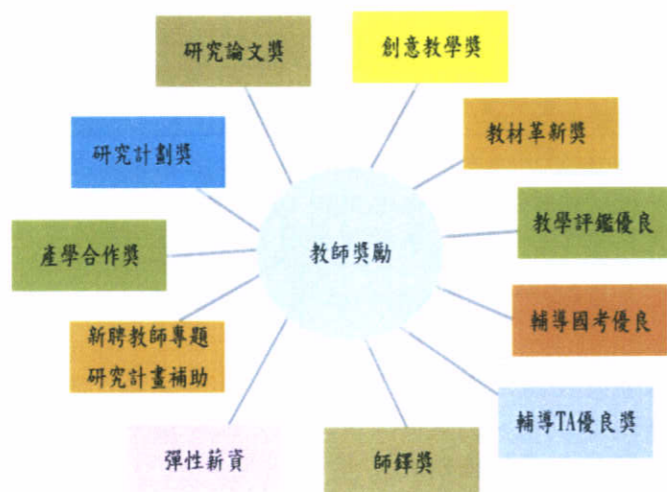 研究論文獎
創意教學獎
教材革新獎
研究計劃獎
教學評鑑優良
產學合作獎
教師獎勵
輔導國考優良
新聘教師專題
研究計畫補助
輔導TA優良獎
師鐸獎
彈性薪資